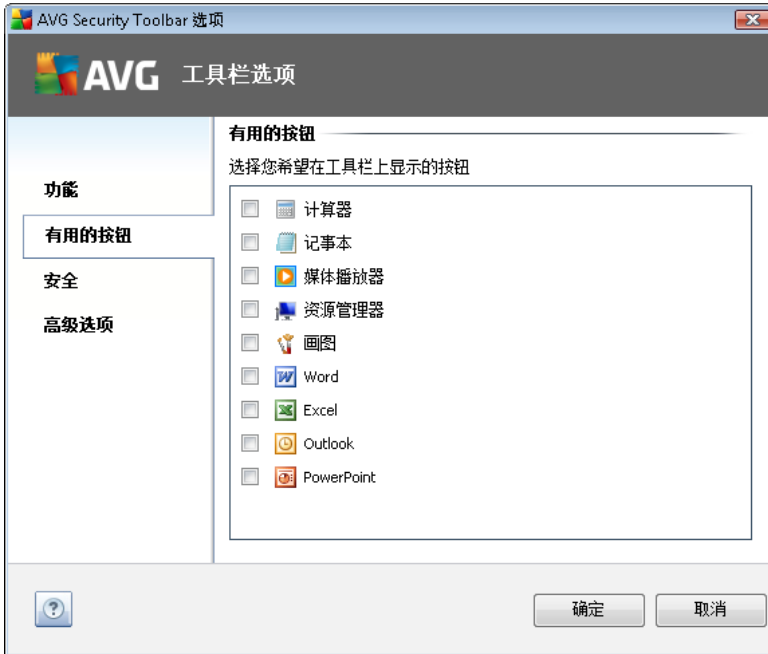 AVG Security Toolbar 选项
AVG 工具栏选项
功能
有用的按钮
安全
高级选项
有用的按钮
选择您希望在工具栏上显示的按钮
计算器
记事本
媒体播放器
资源管理器
画图
Word
Excel
Outlook
PowerPoint
?
确定
取消